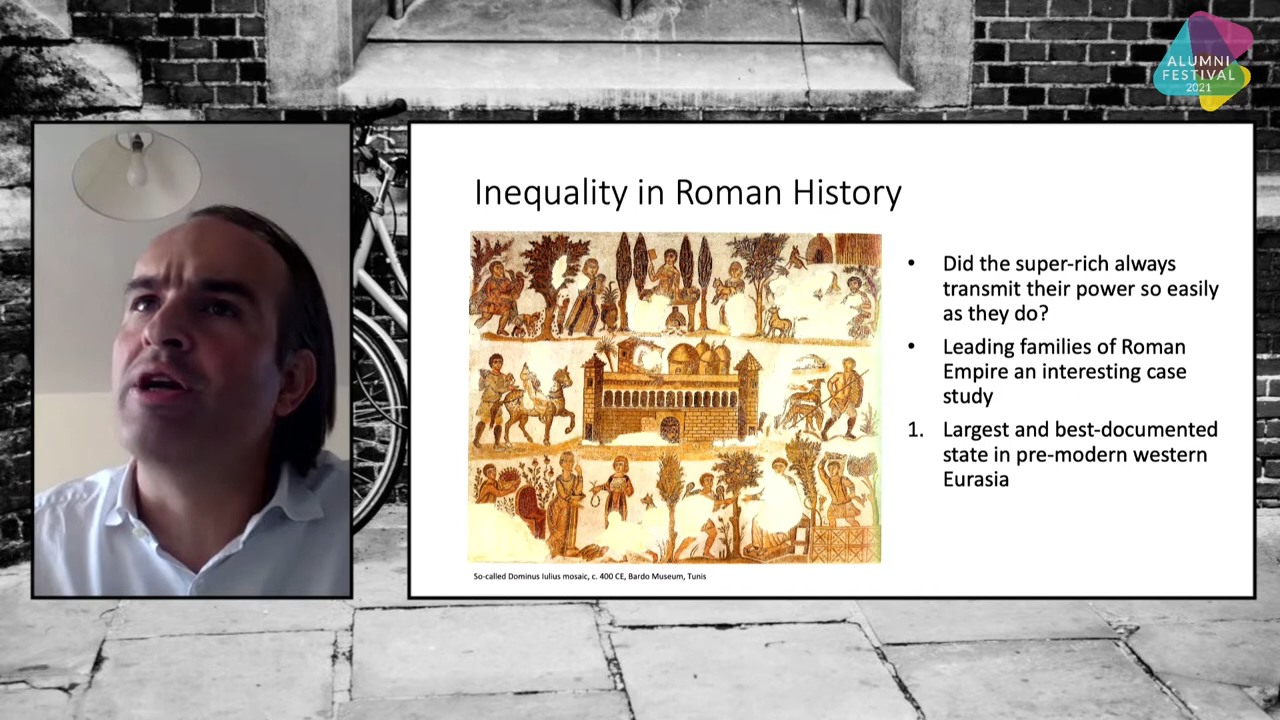 ALUMNI
FESTIVAL
2021
Inequality in Roman History
• Did the super-rich always
transmit their power so easily
as they do?
• Leading families of Roman
Empire an interesting case
study
1. Largest and best-documented
state in pre-modern western
Eurasia
So-called Dominus Iulius mosaic, c. 400 CE, Bardo Museum, Tunis